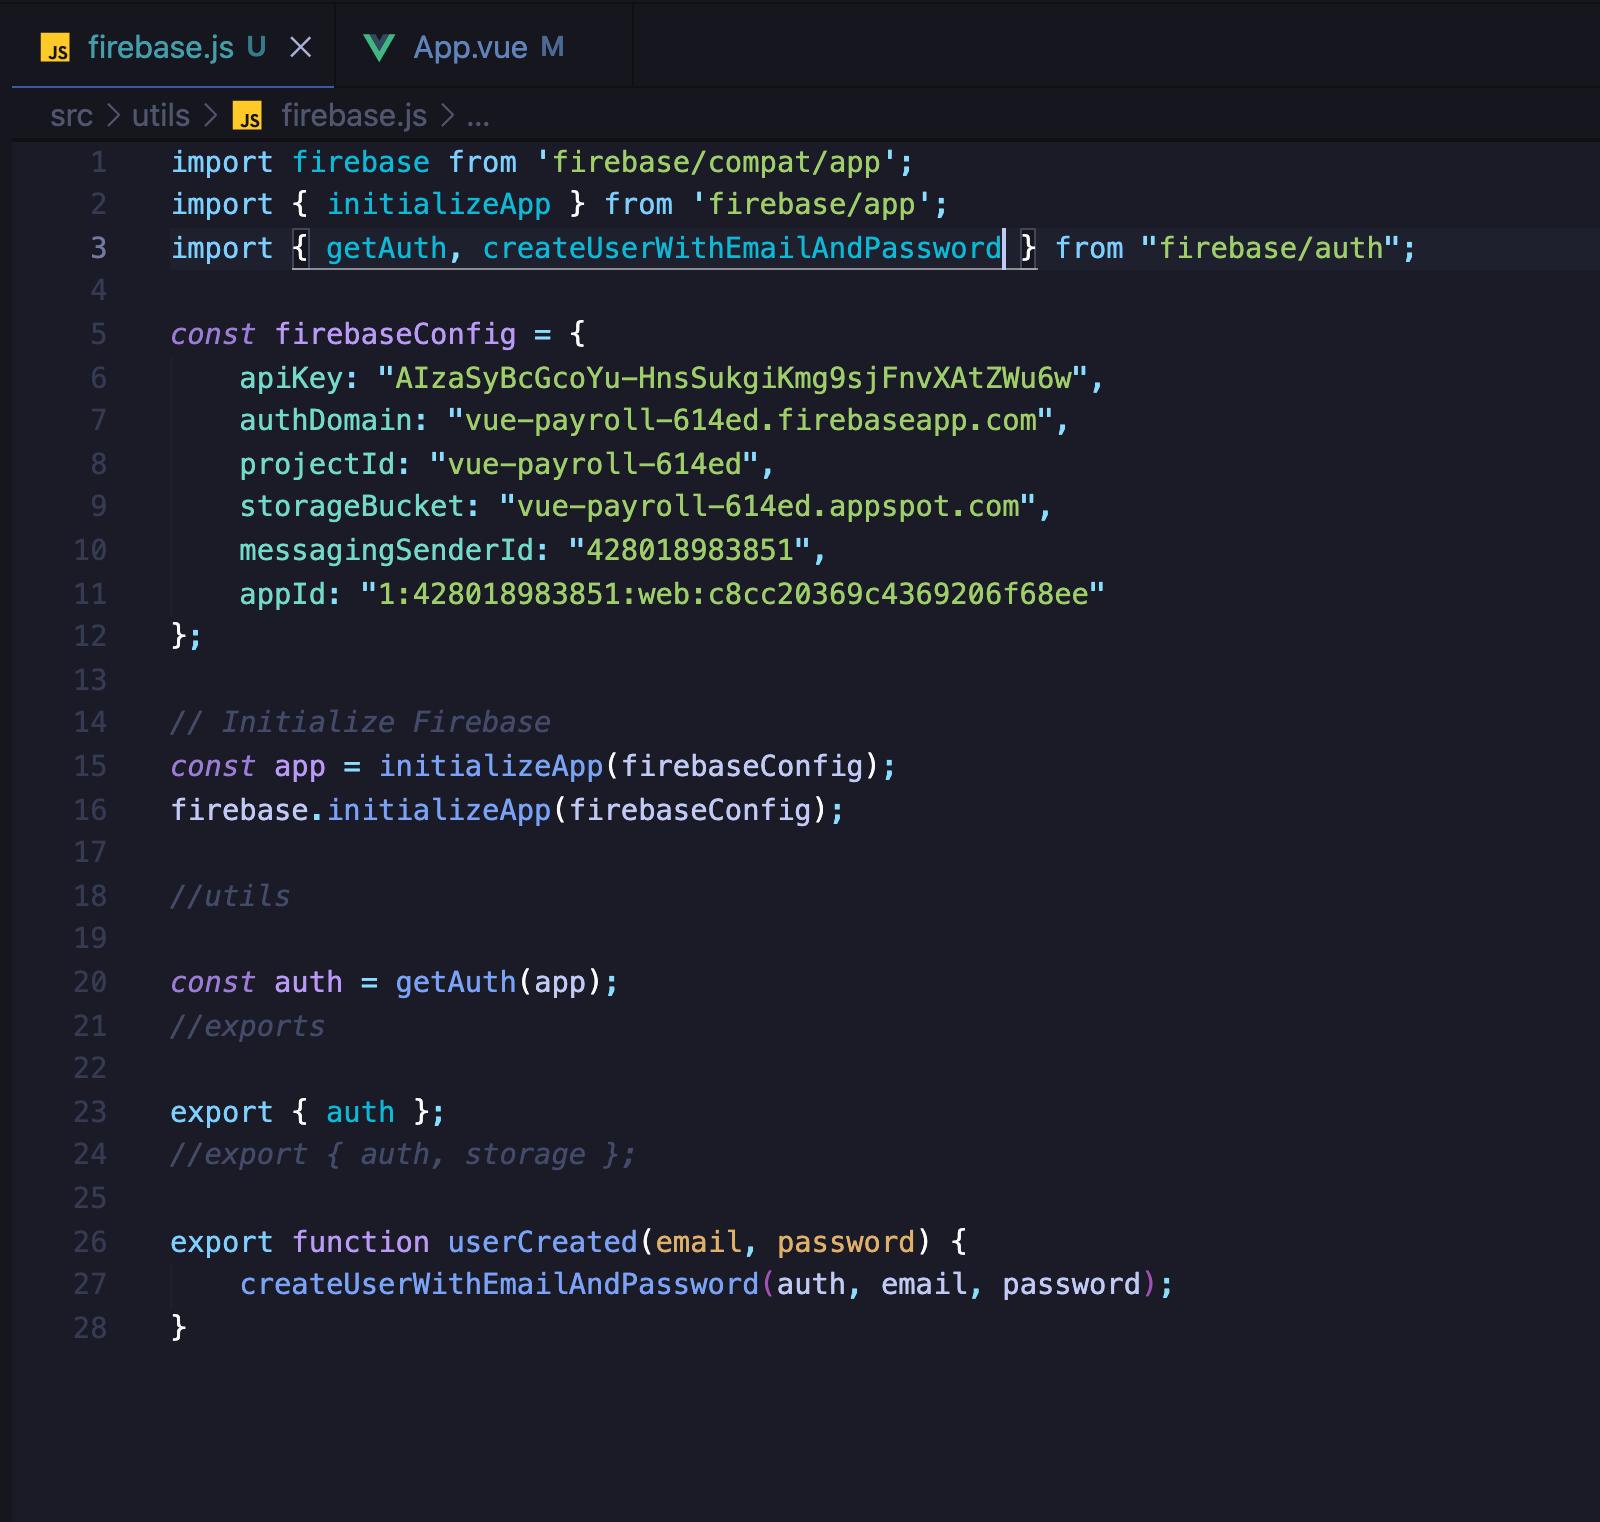 JS firebase.js U
App.vue M
src > utils > JS firebase.js > ...
1 import firebase from 'firebase/compat/app';
2 import { initializeApp } from 'firebase/app';
3 import { getAuth, createUserWithEmailAndPassword } from "firebase/auth";
4
5 const firebaseConfig = {
6     apiKey: "AIzaSyBcGcoYu-HnsSukgiKmg9sjFnvXAtZWu6w",
7     authDomain: "vue-payroll-614ed.firebaseapp.com",
8     projectId: "vue-payroll-614ed",
9     storageBucket: "vue-payroll-614ed.appspot.com",
10     messagingSenderId: "428018983851",
11     appId: "1:428018983851:web:c8cc20369c4369206f68ee"
12 };
13
14 // Initialize Firebase
15 const app = initializeApp(firebaseConfig);
16 firebase.initializeApp(firebaseConfig);
17
18 //utils
19
20 const auth = getAuth(app);
21 //exports
22
23 export { auth };
24 //export { auth, storage };
25
26 export function userCreated(email, password) {
27     createUserWithEmailAndPassword(auth, email, password);
28 }